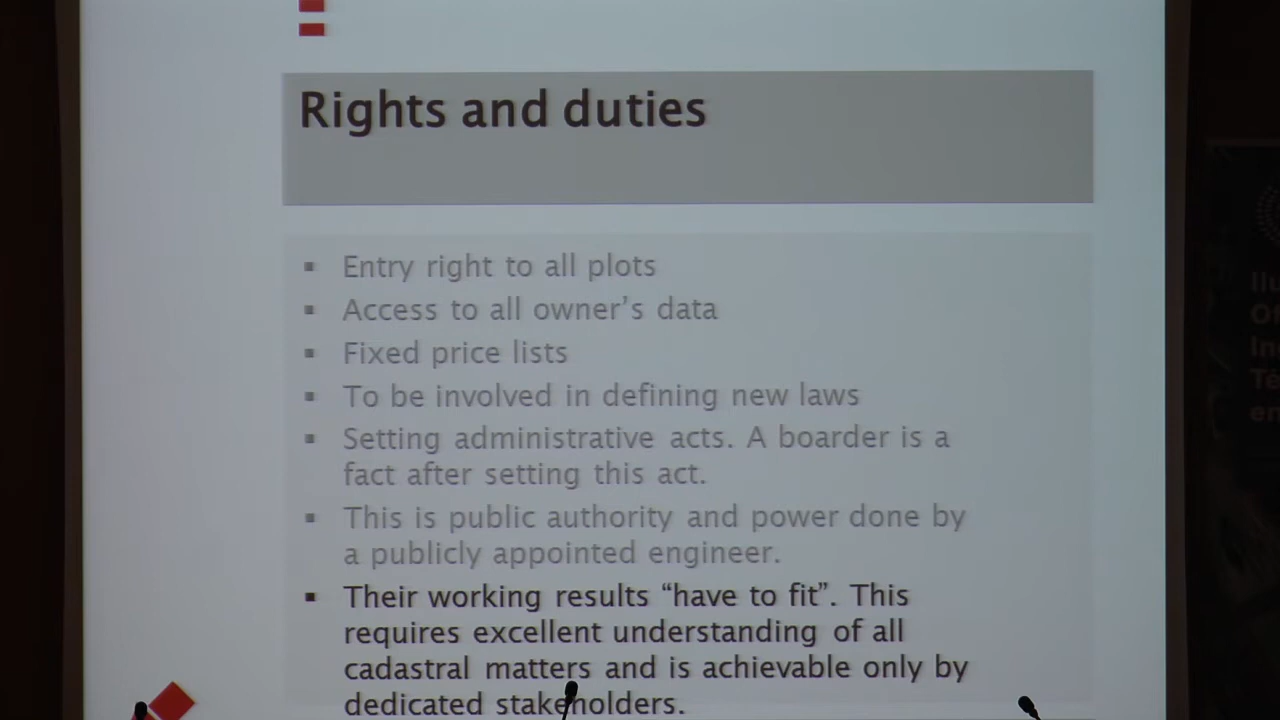 Rights and duties
▪ Entry right to all plots
▪ Access to all owner’s data
▪ Fixed price lists
▪ To be involved in defining new laws
▪ Setting administrative acts. A boarder is a
fact after setting this act.
▪ This is public authority and power done by
a publicly appointed engineer.
▪ Their working results “have to fit”. This
requires excellent understanding of all
cadastral matters and is achievable only by
dedicated stakeholders.